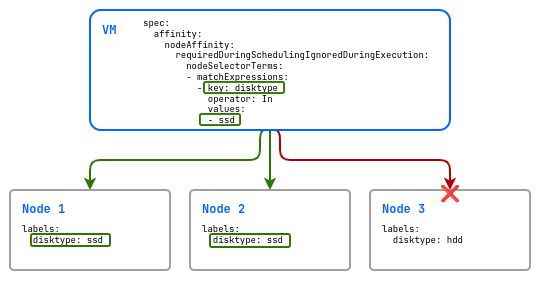 VM
spec:
  affinity:
    nodeAffinity:
      requiredDuringSchedulingIgnoredDuringExecution:
        nodeSelectorTerms:
        - matchExpressions:
          - key: disktype
            operator: In
            values:
            - ssd
Node 1
labels:
  disktype: ssd
Node 2
labels:
  disktype: ssd
Node 3
labels:
  disktype: hdd